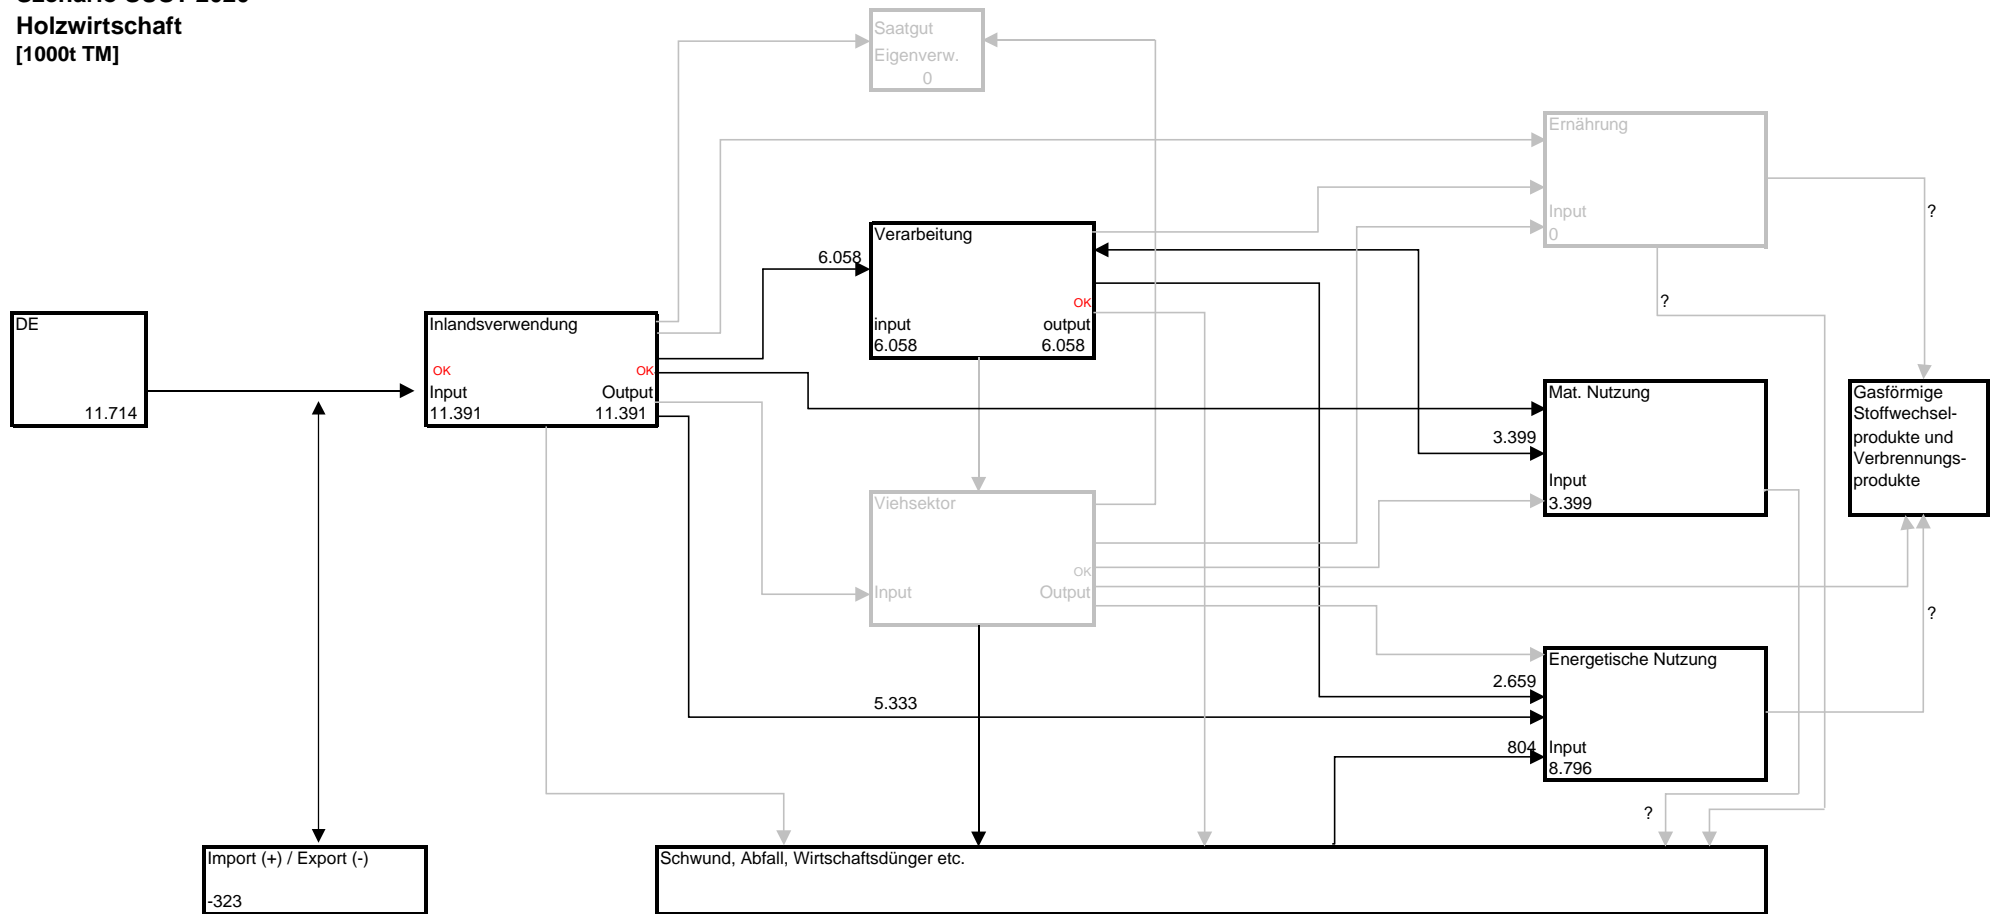 Holzwirtschaft
[1000t TM]
Saatgut
Eigenverw.
0
Ernährung
Input
0
?
?
Verarbeitung
6.058
OK
input
output
6.058
6.058
DE
11.714
Inlandsverwendung
OK
OK
Input
Output
11.391
11.391
Mat. Nutzung
3.399
Input
3.399
Gasförmige
Stoffwechsel-
produkte und
Verbrennungs-
produkte
Viehsektor
OK
Input
Output
?
Energetische Nutzung
2.659
5.333
804
Input
8.796
?
Import (+) / Export (-)
-323
Schwund, Abfall, Wirtschaftsdünger etc.